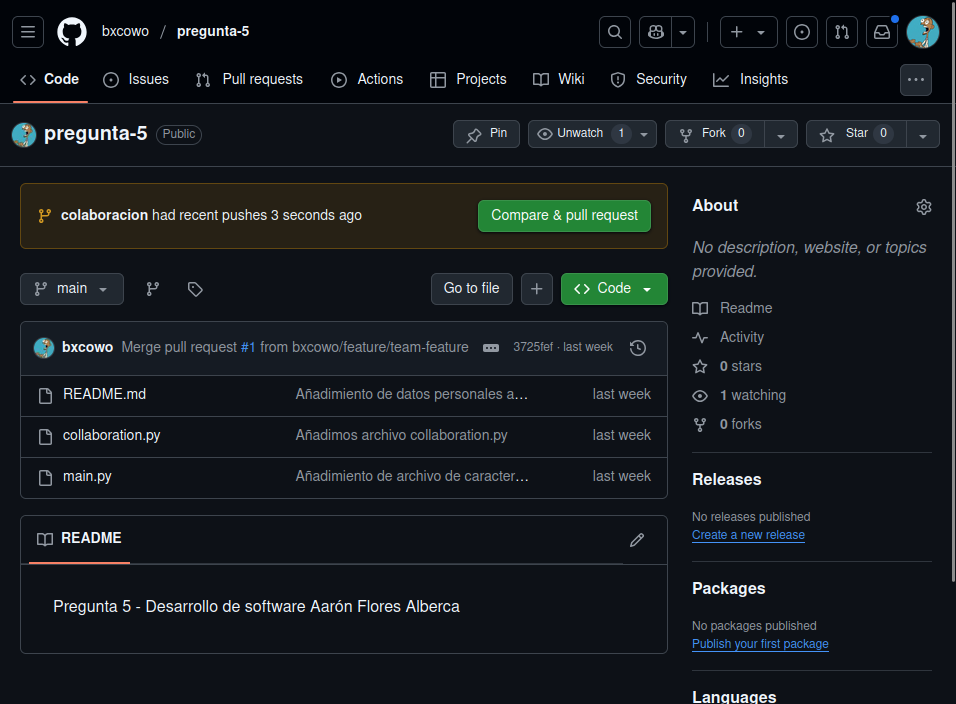 bxcowo / pregunta-5
Code Issues Pull requests Actions Projects Wiki Security Insights
pregunta-5 Public Pin Unwatch 1 Fork 0 Star 0
colaboracion had recent pushes 3 seconds ago Compare & pull request
main Go to file Code
bxcowo Merge pull request #1 from bxcowo/feature/team-feature 3725fef · last week
README.md Añadimiento de datos personales a… last week
collaboration.py Añadimos archivo collaboration.py last week
main.py Añadimiento de archivo de caracter… last week
README
Pregunta 5 - Desarrollo de software Aarón Flores Alberca
About
No description, website, or topics
provided.
Readme
Activity
0 stars
1 watching
0 forks
Releases
No releases published
Create a new release
Packages
No packages published
Publish your first package
Languages